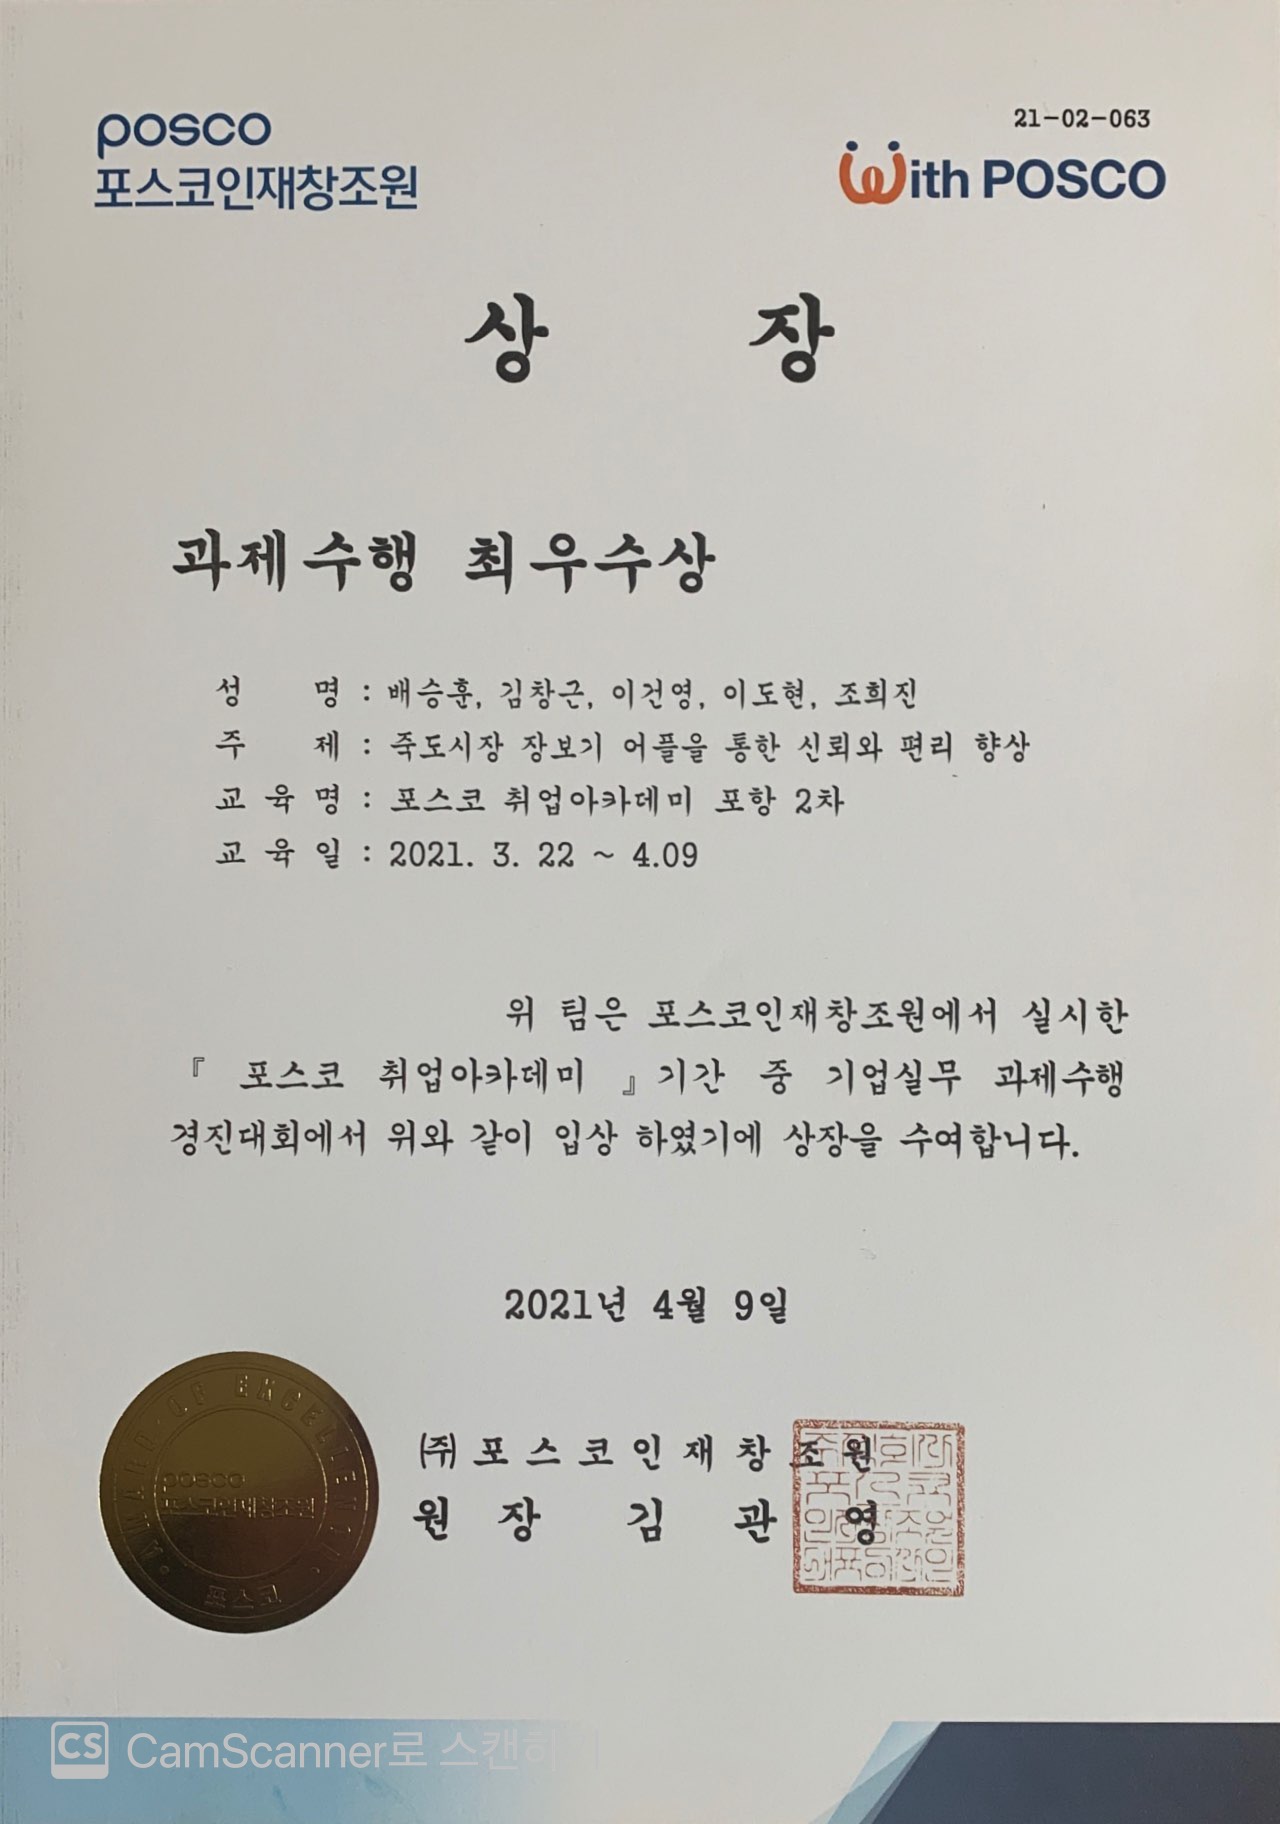 posco
포스코인재창조원
21-02-063
With POSCO
상 장
과제수행 최우수상
성 명 : 배승훈, 김창근, 이건영, 이도현, 조희진
주 제 : 죽도시장 장보기 어플을 통한 신뢰와 편리 향상
교 육 명 : 포스코 취업아카데미 포항 2차
교 육 일 : 2021. 3. 22 ~ 4.09
위 팀은 포스코인재창조원에서 실시한
『 포스코 취업아카데미 』기간 중 기업실무 과제수행
경진대회에서 위와 같이 입상 하였기에 상장을 수여합니다.
2021년 4월 9일
㈜포스코인재창조원
원 장 김 관 영
AWARD OF EXCELLENCE
posco
포스코인재창조원
포스코
CS CamScanner로 스캔하